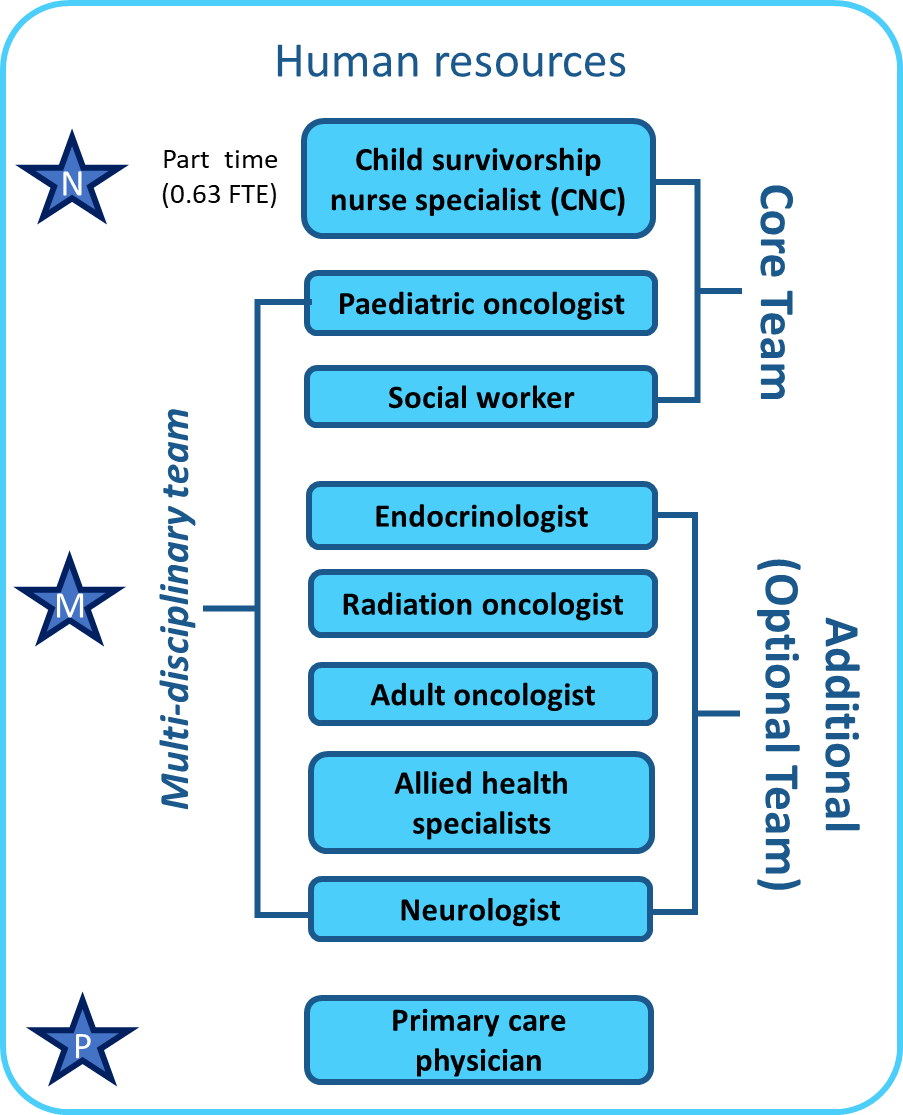 Human resources
N
Part time
(0.63 FTE)
Child survivorship
nurse specialist (CNC)
Core Team
Paediatric oncologist
Social worker
Multi-disciplinary team
M
Endocrinologist
Radiation oncologist
Adult oncologist
Allied health
specialists
Neurologist
Additional
(Optional Team)
P
Primary care
physician